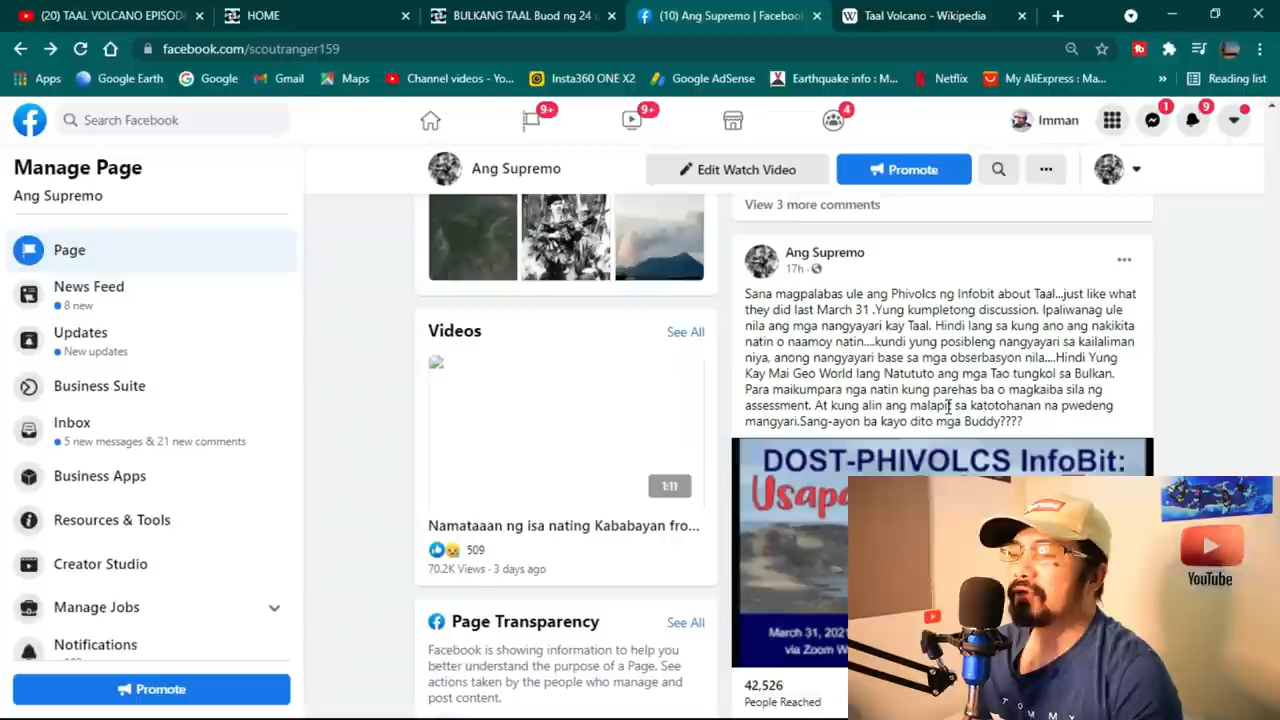 (20) TAAL VOLCANO EPISOD
HOME
BULKANG TAAL Buod ng 24 o
(10) Ang Supremo | Facebook
Taal Volcano - Wikipedia
facebook.com/scoutranger159
Apps
Google Earth
Google
Gmail
Maps
Channel videos - Yo...
Insta360 ONE X2
Google AdSense
Earthquake info : M...
Netflix
My AliExpress : Ma...
»
Reading list
Search Facebook
9+
9+
4
Imman
1
9
Manage Page
Ang Supremo
Ang Supremo
Edit Watch Video
Promote
Page
News Feed
8 new
Updates
New updates
Business Suite
Inbox
5 new messages & 21 new comments
Business Apps
Resources & Tools
Creator Studio
Manage Jobs
Notifications
Promote
Videos
See All
1:11
Namataaan ng isa nating Kababayan fro...
509
70.2K Views · 3 days ago
Page Transparency
See All
Facebook is showing information to help you
better understand the purpose of a Page. See
actions taken by the people who manage and
post content.
View 3 more comments
Ang Supremo
17h ·
Sana magpalabas ule ang Phivolcs ng Infobit about Taal...just like what
they did last March 31 .Yung kumpletong discussion. Ipaliwanag ule
nila ang mga nangyayari kay Taal. Hindi lang sa kung ano ang nakikita
natin o naamoy natin....kundi yung posibleng nangyayari sa kailaliman
niya, anong nangyayari base sa mga obserbasyon nila....Hindi Yung
Kay Mai Geo World lang Natututo ang mga Tao tungkol sa Bulkan.
Para maikumpara nga natin kung parehas ba o magkaiba sila ng
assessment. At kung alin ang malapit sa katotohanan na pwedeng
mangyari.Sang-ayon ba kayo dito mga Buddy????
DOST-PHIVOLCS InfoBit:
Usapa
March 31, 2021
via Zoom W
42,526
People Reached
YouTube
TOMMY